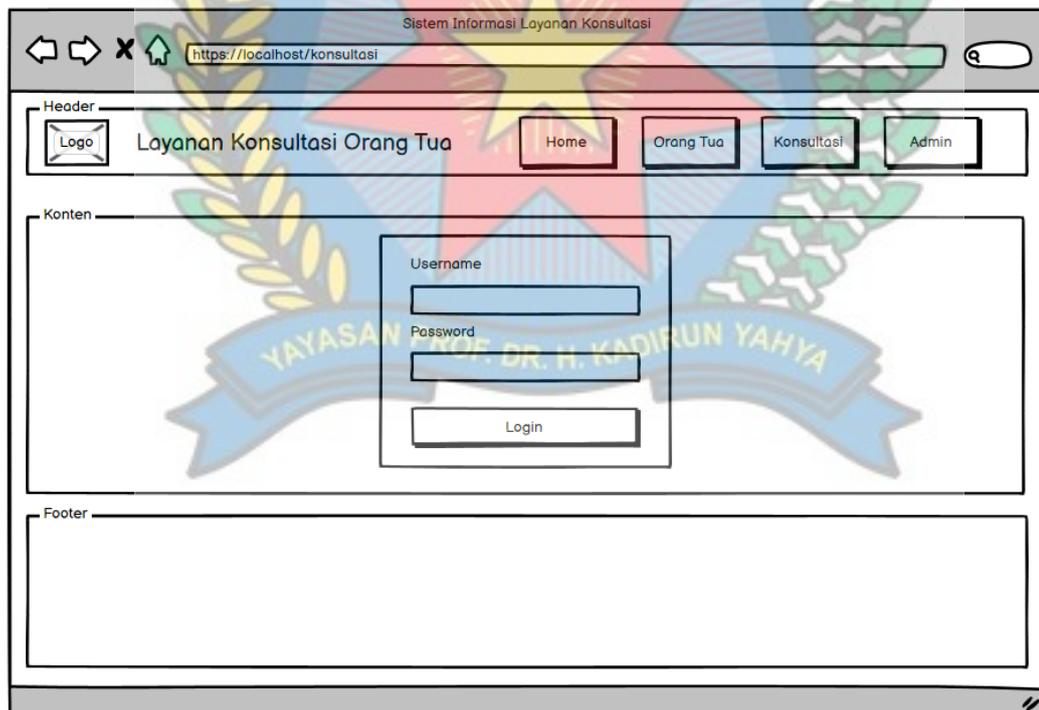 Sistem Informasi Layanan Konsultasi
https://localhost/konsultasi
Header
Logo
Layanan Konsultasi Orang Tua
Home
Orang Tua
Konsultasi
Admin
Konten
Username
Password
YAYASAN PROF. DR. H. KADIRUN YAHYA
Login
Footer